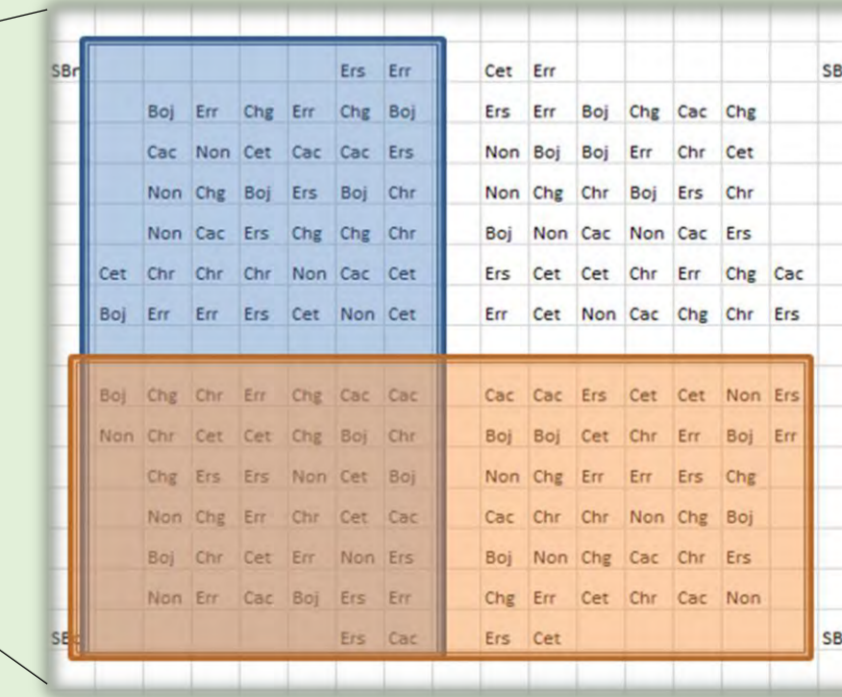 SBr Ers Err Cet Err SB
Boj Err Chg Err Chg Boj Ers Err Boj Chg Cac Chg
Cac Non Cet Cac Cac Ers Non Boj Boj Err Chr Cet
Non Chg Boj Ers Boj Chr Non Chg Chr Boj Ers Chr
Non Cac Ers Chg Chg Chr Boj Non Cac Non Cac Ers
Cet Chr Chr Chr Non Cac Cet Ers Cet Cet Chr Err Chg Cac
Boj Err Err Ers Cet Non Cet Err Cet Non Cac Chg Chr Ers
Boj Chg Chr Err Chg Cac Cac Cac Cac Ers Cet Cet Non Ers
Non Chr Cet Cet Chg Boj Chr Boj Boj Cet Chr Err Boj Err
Chg Ers Ers Non Cet Boj Non Chg Err Err Ers Chg
Non Chg Err Chr Cet Cac Cac Chr Chr Non Chg Boj
Boj Chr Cet Err Non Ers Boj Non Chg Cac Chr Ers
Non Err Cac Boj Ers Err Chg Err Cet Chr Cac Non
Ers Cac Ers Cet SB